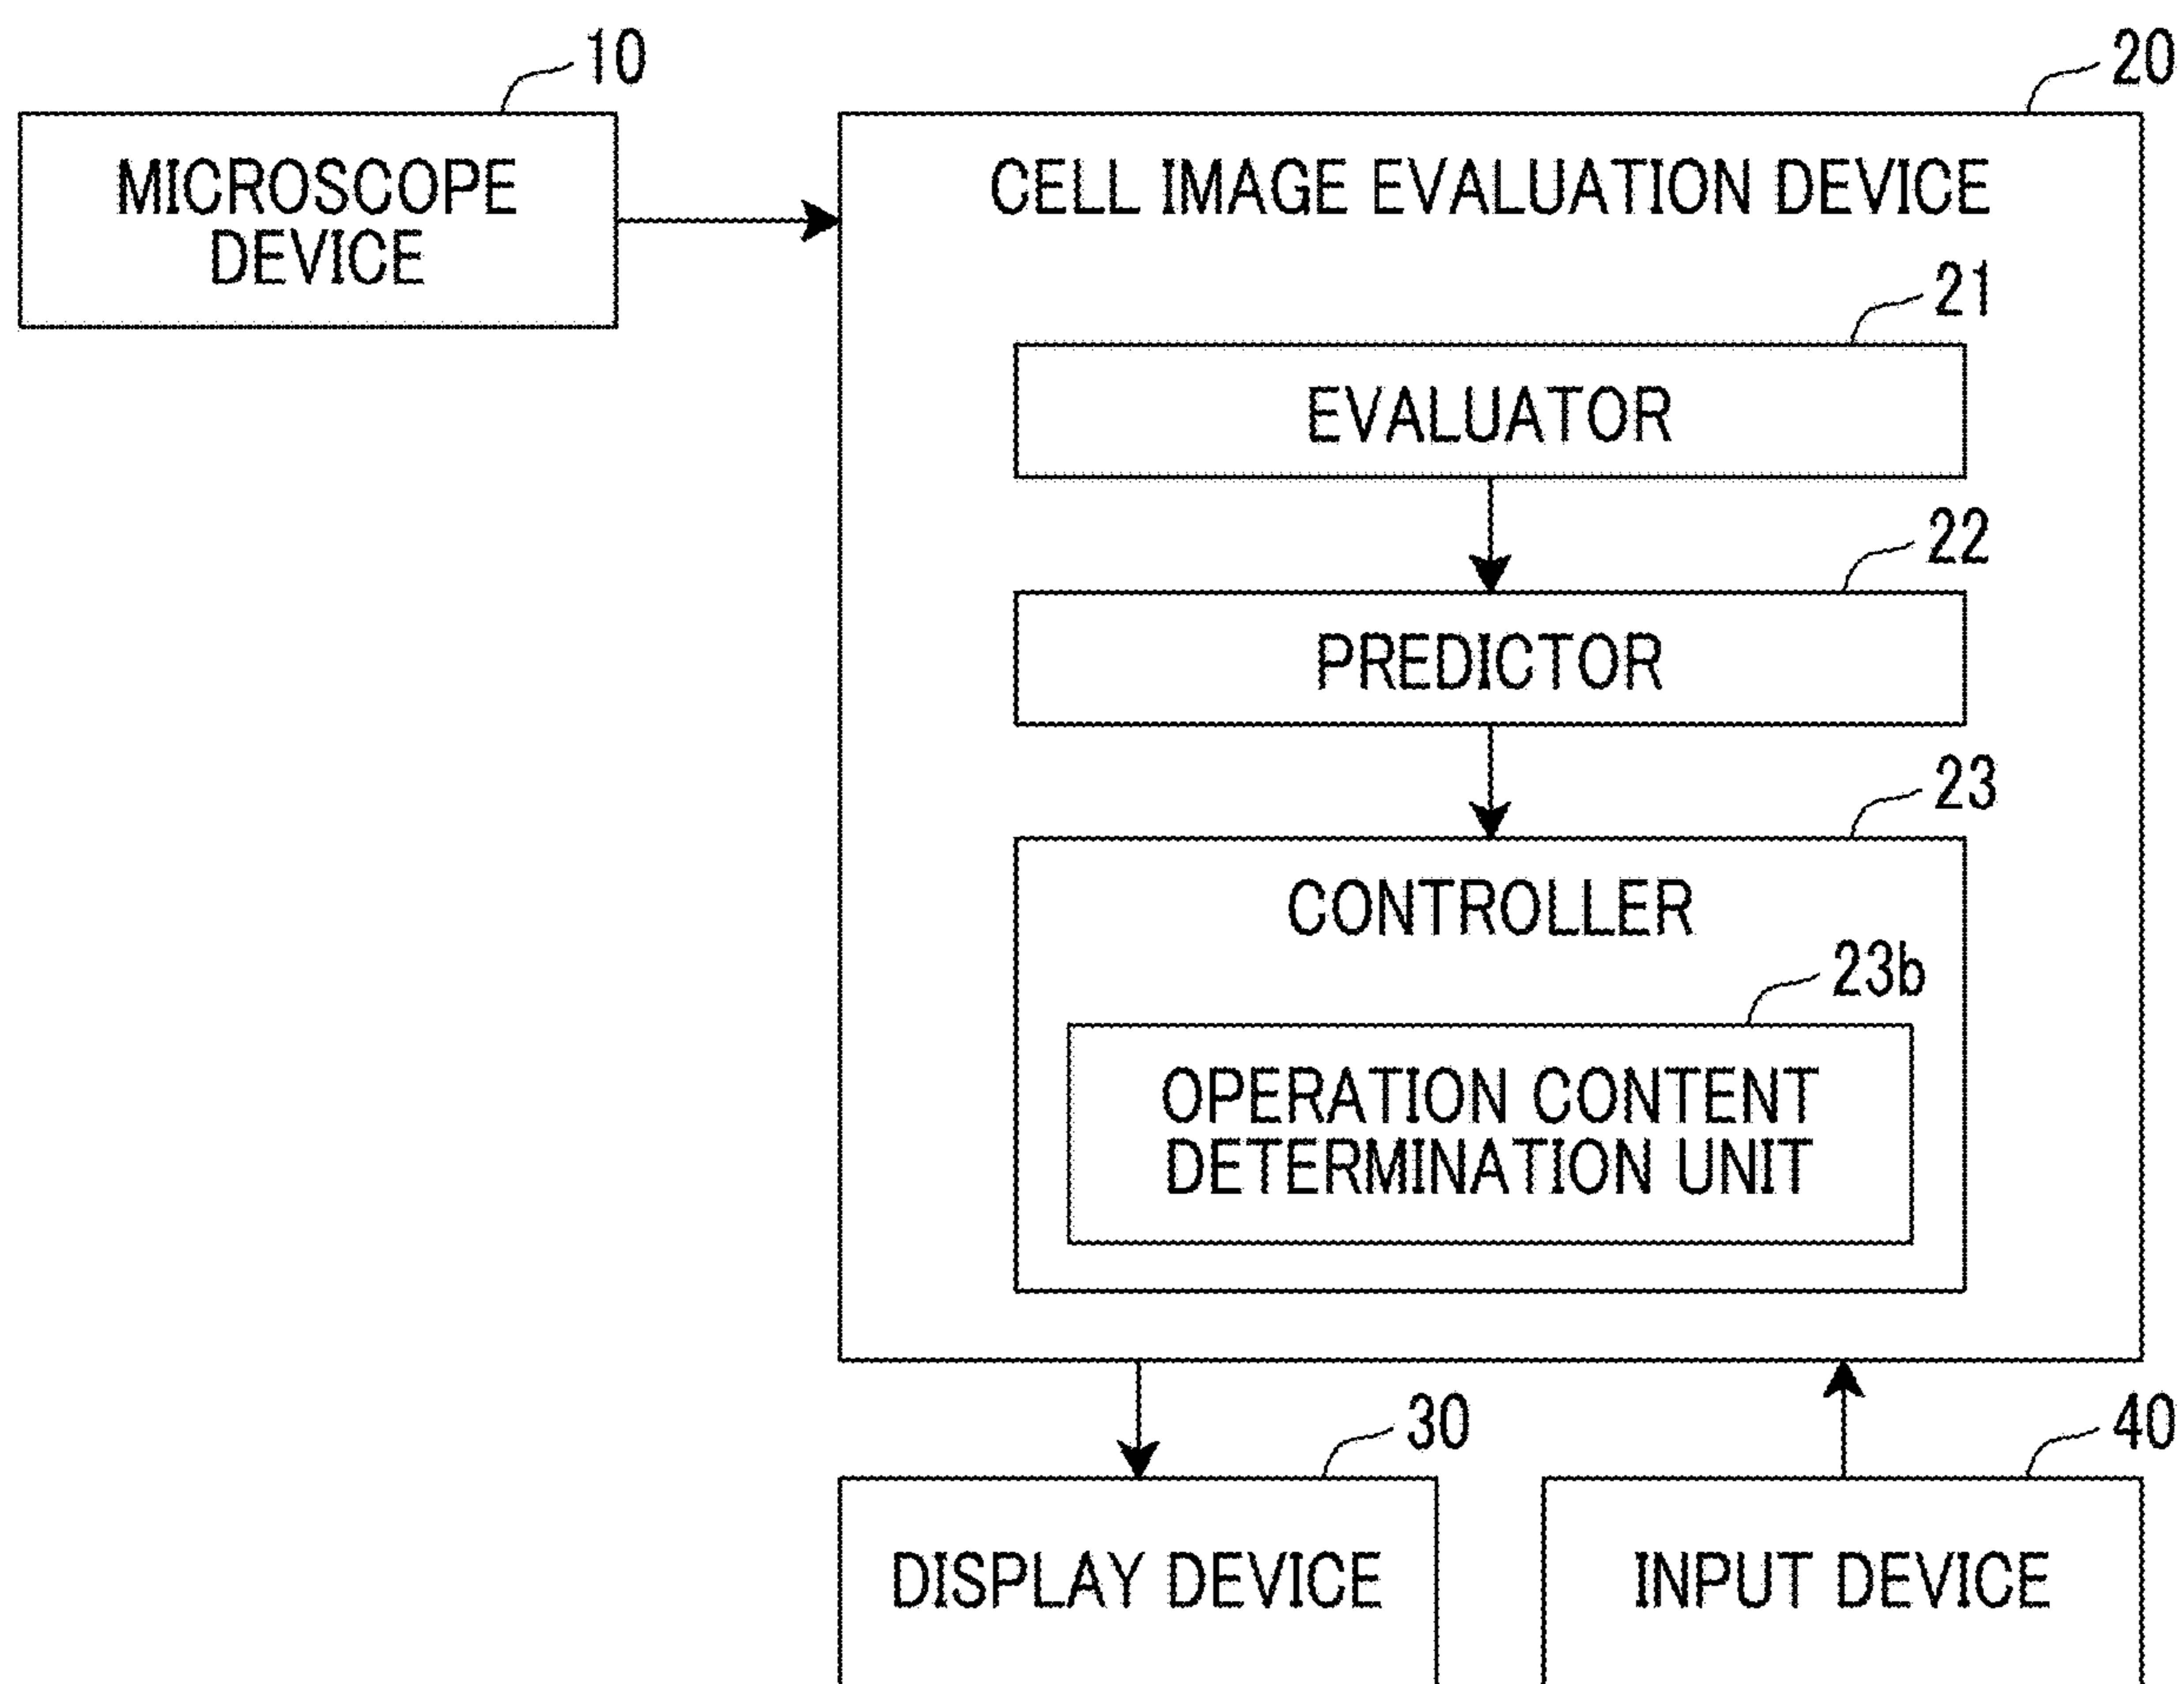 10
MICROSCOPE
DEVICE
20
CELL IMAGE EVALUATION DEVICE
21
EVALUATOR
22
PREDICTOR
23
CONTROLLER
23b
OPERATION CONTENT
DETERMINATION UNIT
30
DISPLAY DEVICE
40
INPUT DEVICE